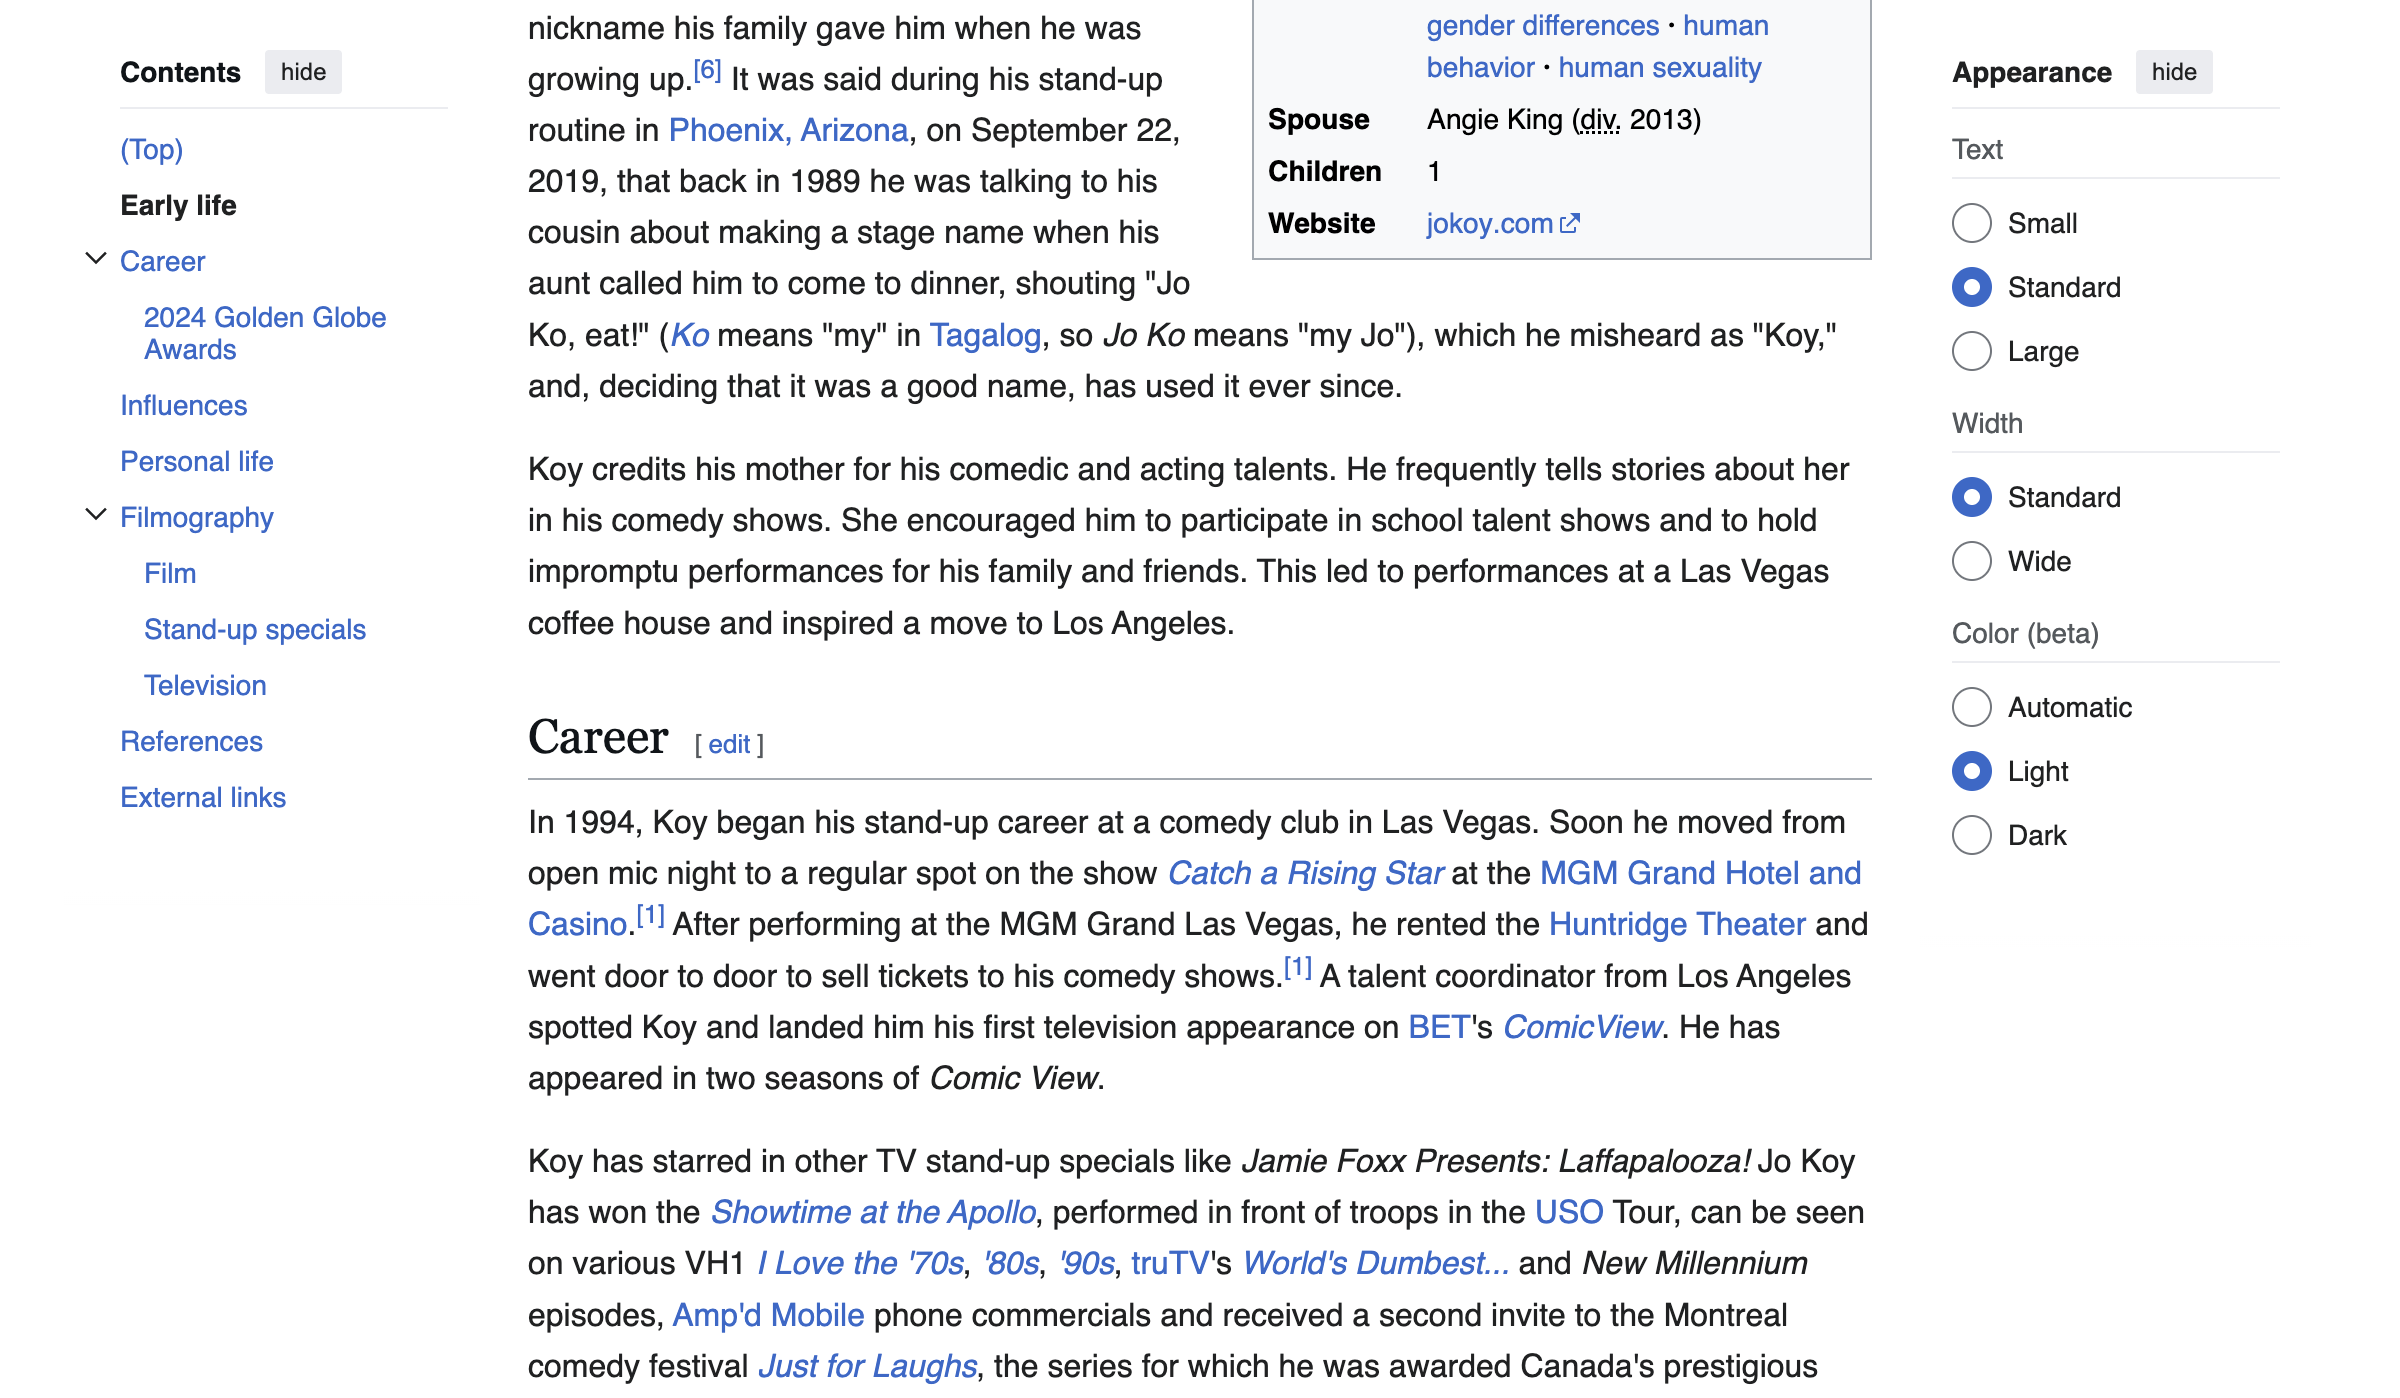 Contents hide
(Top)
Early life
Career
2024 Golden Globe
Awards
Influences
Personal life
Filmography
Film
Stand-up specials
Television
References
External links
nickname his family gave him when he was
growing up.[6] It was said during his stand-up
routine in Phoenix, Arizona, on September 22,
2019, that back in 1989 he was talking to his
cousin about making a stage name when his
aunt called him to come to dinner, shouting "Jo
Ko, eat!" (Ko means "my" in Tagalog, so Jo Ko means "my Jo"), which he misheard as "Koy,"
and, deciding that it was a good name, has used it ever since.
Koy credits his mother for his comedic and acting talents. He frequently tells stories about her
in his comedy shows. She encouraged him to participate in school talent shows and to hold
impromptu performances for his family and friends. This led to performances at a Las Vegas
coffee house and inspired a move to Los Angeles.
Career [ edit ]
In 1994, Koy began his stand-up career at a comedy club in Las Vegas. Soon he moved from
open mic night to a regular spot on the show Catch a Rising Star at the MGM Grand Hotel and
Casino.[1] After performing at the MGM Grand Las Vegas, he rented the Huntridge Theater and
went door to door to sell tickets to his comedy shows.[1] A talent coordinator from Los Angeles
spotted Koy and landed him his first television appearance on BET's ComicView. He has
appeared in two seasons of Comic View.
Koy has starred in other TV stand-up specials like Jamie Foxx Presents: Laffapalooza! Jo Koy
has won the Showtime at the Apollo, performed in front of troops in the USO Tour, can be seen
on various VH1 I Love the '70s, '80s, '90s, truTV's World's Dumbest... and New Millennium
episodes, Amp'd Mobile phone commercials and received a second invite to the Montreal
comedy festival Just for Laughs, the series for which he was awarded Canada's prestigious
gender differences · human
behavior · human sexuality
Spouse Angie King (div. 2013)
Children 1
Website jokoy.com
Appearance hide
Text
Small
Standard
Large
Width
Standard
Wide
Color (beta)
Automatic
Light
Dark